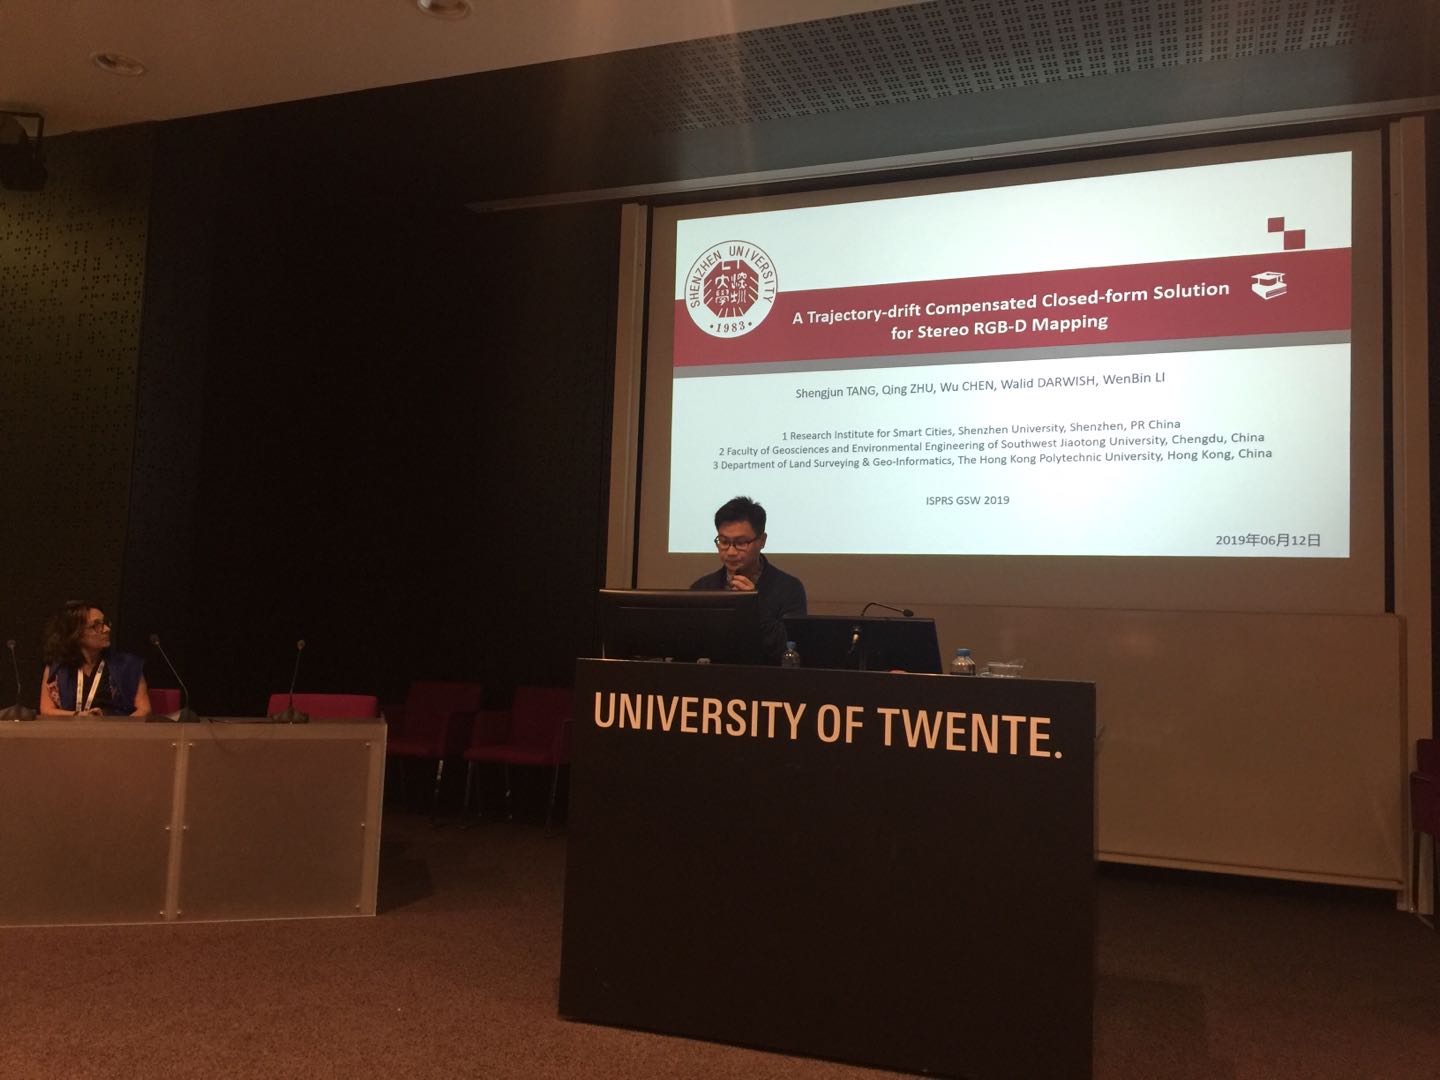 SHENZHEN UNIVERSITY
·1983·
A Trajectory-drift Compensated Closed-form Solution
for Stereo RGB-D Mapping
Shengjun TANG, Qing ZHU, Wu CHEN, Walid DARWISH, WenBin LI
1 Research Institute for Smart Cities, Shenzhen University, Shenzhen, PR China
2 Faculty of Geosciences and Environmental Engineering of Southwest Jiaotong University, Chengdu, China
3 Department of Land Surveying & Geo-Informatics, The Hong Kong Polytechnic University, Hong Kong, China
ISPRS GSW 2019
2019年06月12日
UNIVERSITY OF TWENTE.